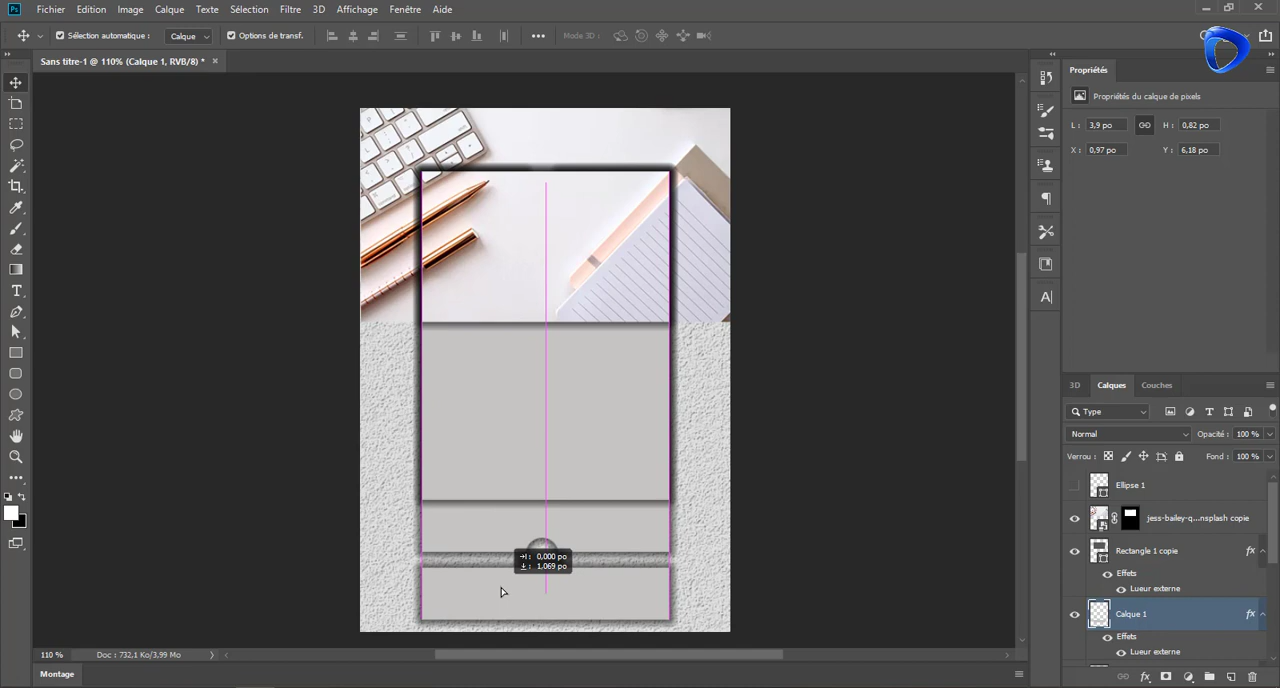 Ps Fichier Edition Image Calque Texte Sélection Filtre 3D Affichage Fenêtre Aide
Sélection automatique : Calque Options de transf. Mode 3D :
Sans titre-1 @ 110% (Calque 1, RVB/8) * ×
Propriétés
Propriétés du calque de pixels
L : 3,9 po H : 0,82 po
X : 0,97 po Y : 6,18 po
3D Calques Couches
Type
Normal Opacité : 100 %
Verrou : Fond : 100 %
Ellipse 1
jess-bailey-q...nsplash copie
Rectangle 1 copie fx
Effets
Lueur externe
Calque 1 fx
Effets
Lueur externe
: 0,000 po
: 1,069 po
110 % Doc : 732,1 Ko/3,99 Mo
Montage